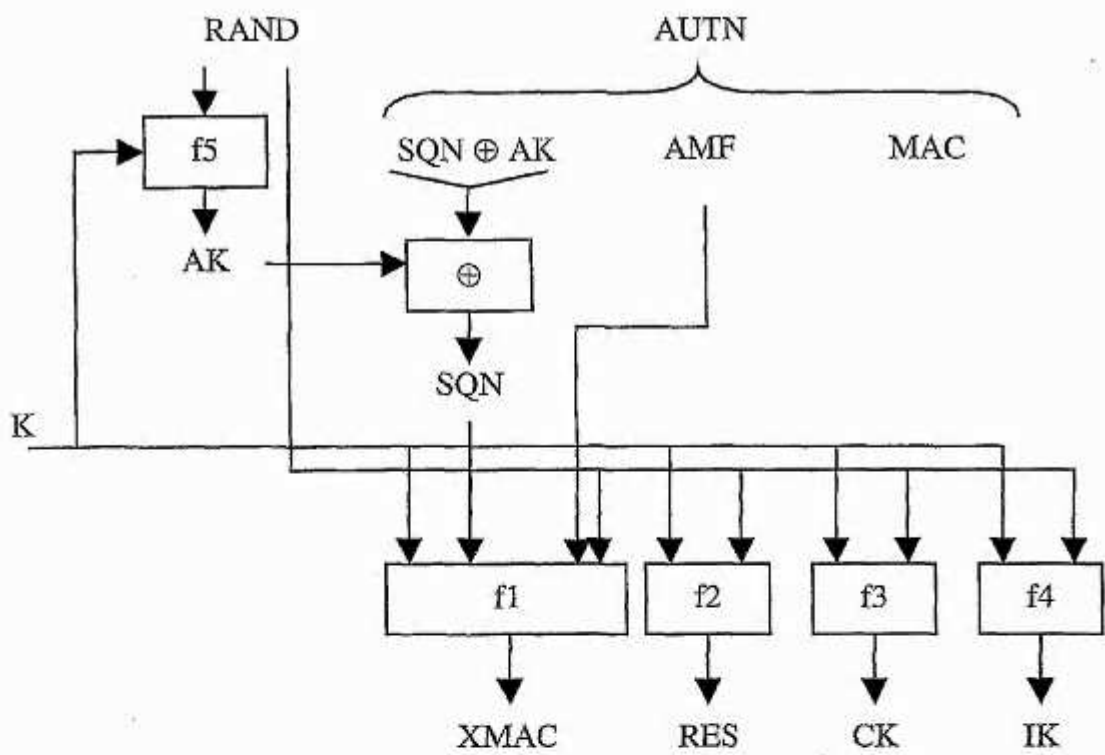 RAND AUTN
f5 SQN ⊕ AK AMF MAC
AK ⊕
SQN
K
f1 f2 f3 f4
XMAC RES CK IK